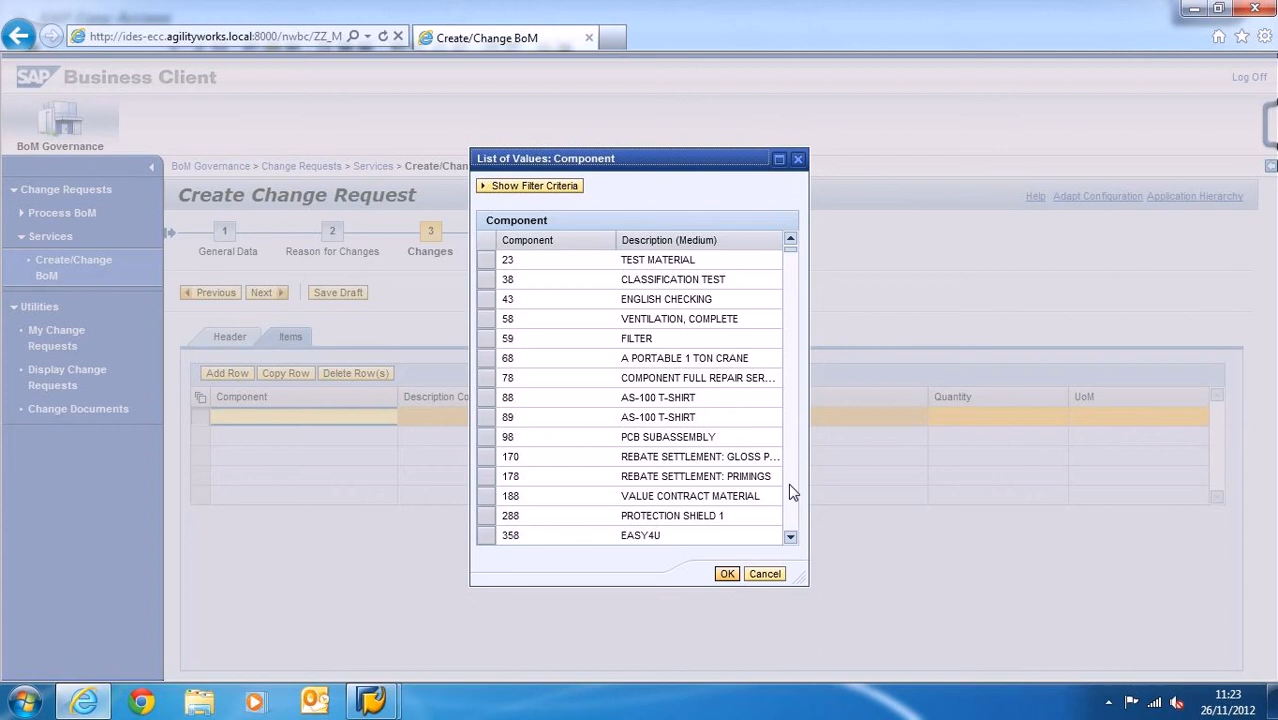 http://ides-ecc.agilityworks.local:8000/nwbc/ZZ_M
Create/Change BoM
SAP Business Client
Log Off
BoM Governance
BoM Governance > Change Requests > Services > Create/Chan
Change Requests
Process BoM
Services
Create/Change
BoM
Utilities
My Change
Requests
Display Change
Requests
Change Documents
Create Change Request
Help Adapt Configuration Application Hierarchy
1 2 3
General Data Reason for Changes Changes
Previous Next Save Draft
Header Items
Add Row Copy Row Delete Row(s)
Component Description Co Quantity UoM
List of Values: Component
Show Filter Criteria
Component
Component Description (Medium)
23 TEST MATERIAL
38 CLASSIFICATION TEST
43 ENGLISH CHECKING
58 VENTILATION, COMPLETE
59 FILTER
68 A PORTABLE 1 TON CRANE
78 COMPONENT FULL REPAIR SER...
88 AS-100 T-SHIRT
89 AS-100 T-SHIRT
98 PCB SUBASSEMBLY
170 REBATE SETTLEMENT: GLOSS P...
178 REBATE SETTLEMENT: PRIMINGS
188 VALUE CONTRACT MATERIAL
288 PROTECTION SHIELD 1
358 EASY4U
OK Cancel
11:23
26/11/2012